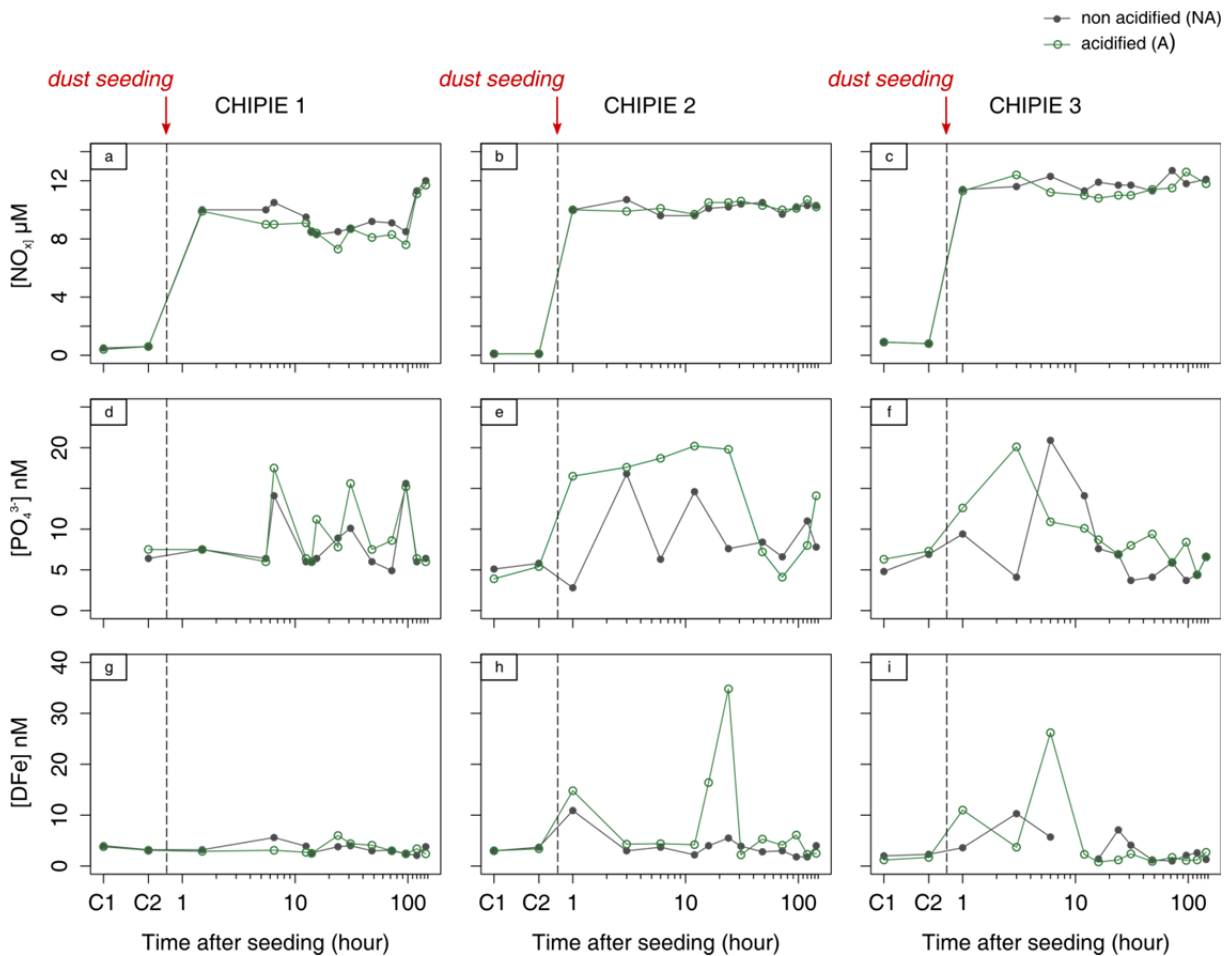 non acidified (NA)
acidified (A)
dust seeding
dust seeding
dust seeding
CHIPIE 1
CHIPIE 2
CHIPIE 3
a
b
c
[NOx] µM
12
8
4
0
d
e
f
[PO4³⁻] nM
20
10
5
0
g
h
i
[DFe] nM
40
30
20
10
0
C1 C2 1 10 100
C1 C2 1 10 100
C1 C2 1 10 100
Time after seeding (hour)
Time after seeding (hour)
Time after seeding (hour)